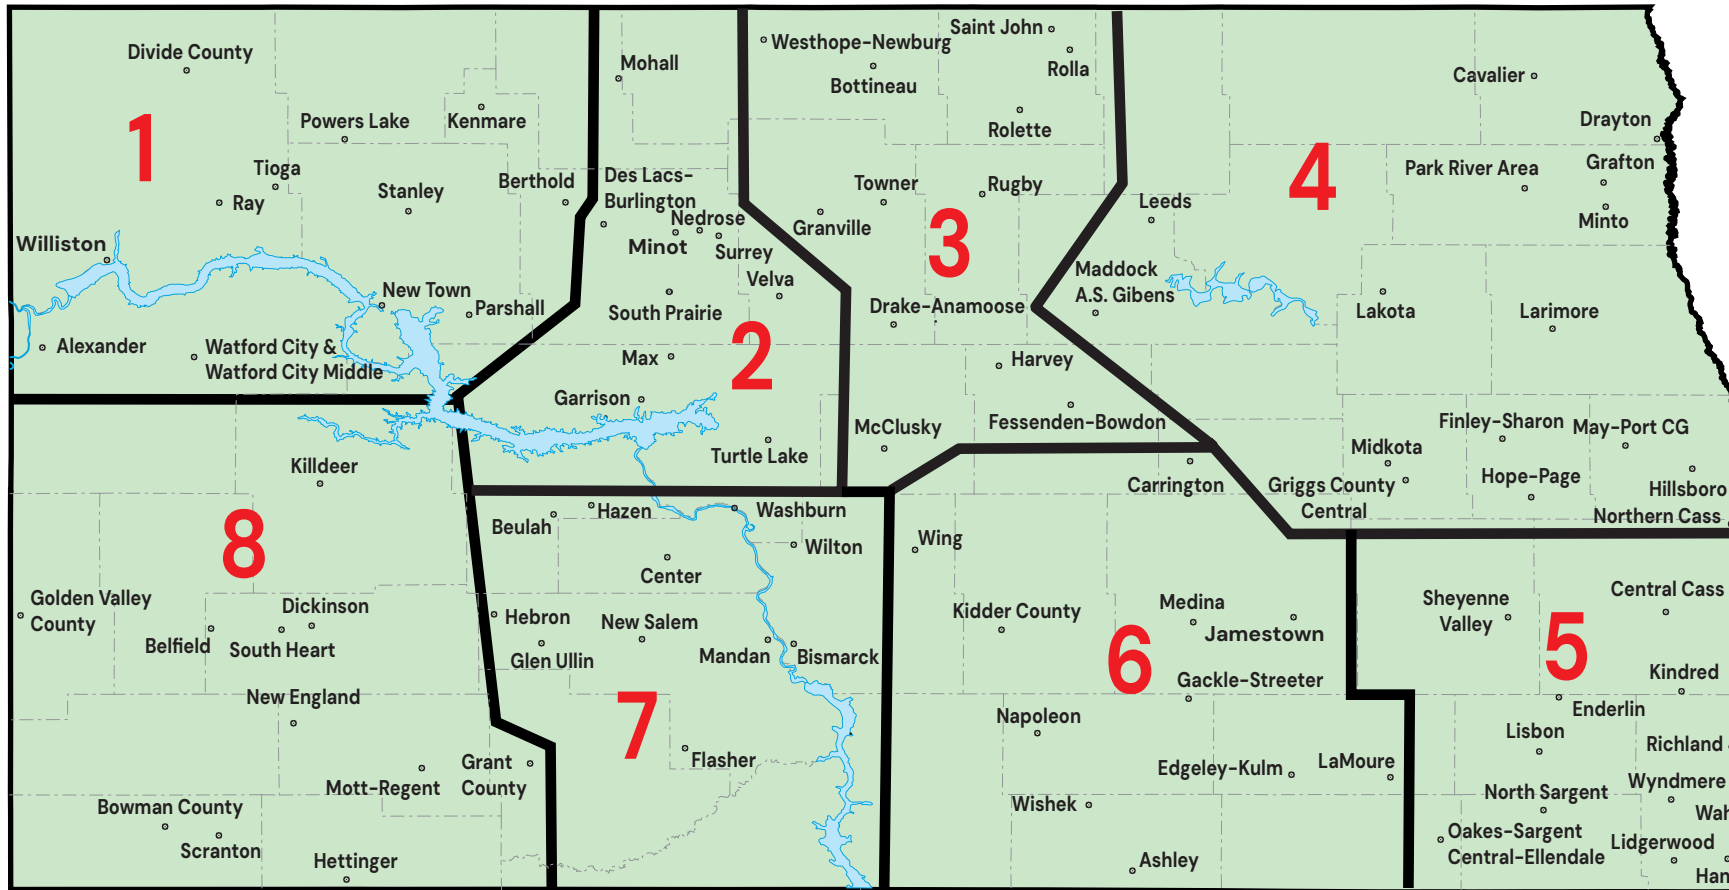 Divide County
Powers Lake
Kenmare
1
Tioga
Ray
Stanley
Berthold
Williston
New Town
Parshall
Alexander
Watford City &
Watford City Middle
Mohall
Des Lacs-
Burlington
Nedrose
Minot
Surrey
Velva
South Prairie
2
Max
Garrison
Turtle Lake
Westhope-Newburg
Saint John
Bottineau
Rolla
Rolette
Towner
Rugby
Granville
3
Drake-Anamoose
Harvey
Fessenden-Bowdon
McClusky
Cavalier
Drayton
4
Park River Area
Grafton
Minto
Leeds
Maddock
A.S. Gibens
Lakota
Larimore
Finley-Sharon
May-Port CG
Midkota
Hope-Page
Griggs County
Central
Hillsboro
Northern Cass
Killdeer
8
Golden Valley
County
Dickinson
Belfield
South Heart
New England
Mott-Regent
Grant
County
Bowman County
Scranton
Hettinger
Beulah
Hazen
Washburn
Wilton
Center
Hebron
New Salem
Glen Ullin
Mandan
Bismarck
7
Flasher
Carrington
Wing
Kidder County
Medina
Jamestown
6
Gackle-Streeter
Napoleon
Edgeley-Kulm
LaMoure
Wishek
Ashley
Central Cass
Sheyenne
Valley
5
Kindred
Enderlin
Lisbon
Richland
Wyndmere
North Sargent
Wah
Oakes-Sargent
Central-Ellendale
Lidgerwood
Han